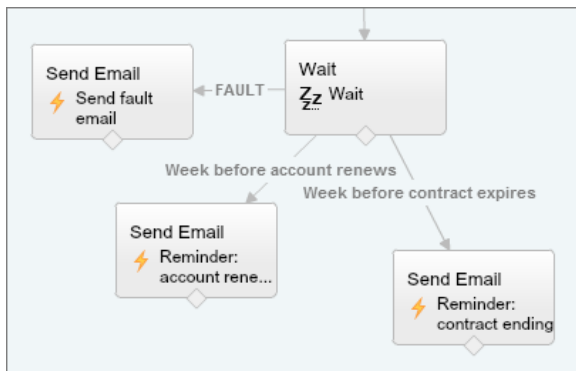 Send Email
Send fault
email
FAULT
Wait
Zzz Wait
Week before account renews
Week before contract expires
Send Email
Reminder:
account rene...
Send Email
Reminder:
contract ending